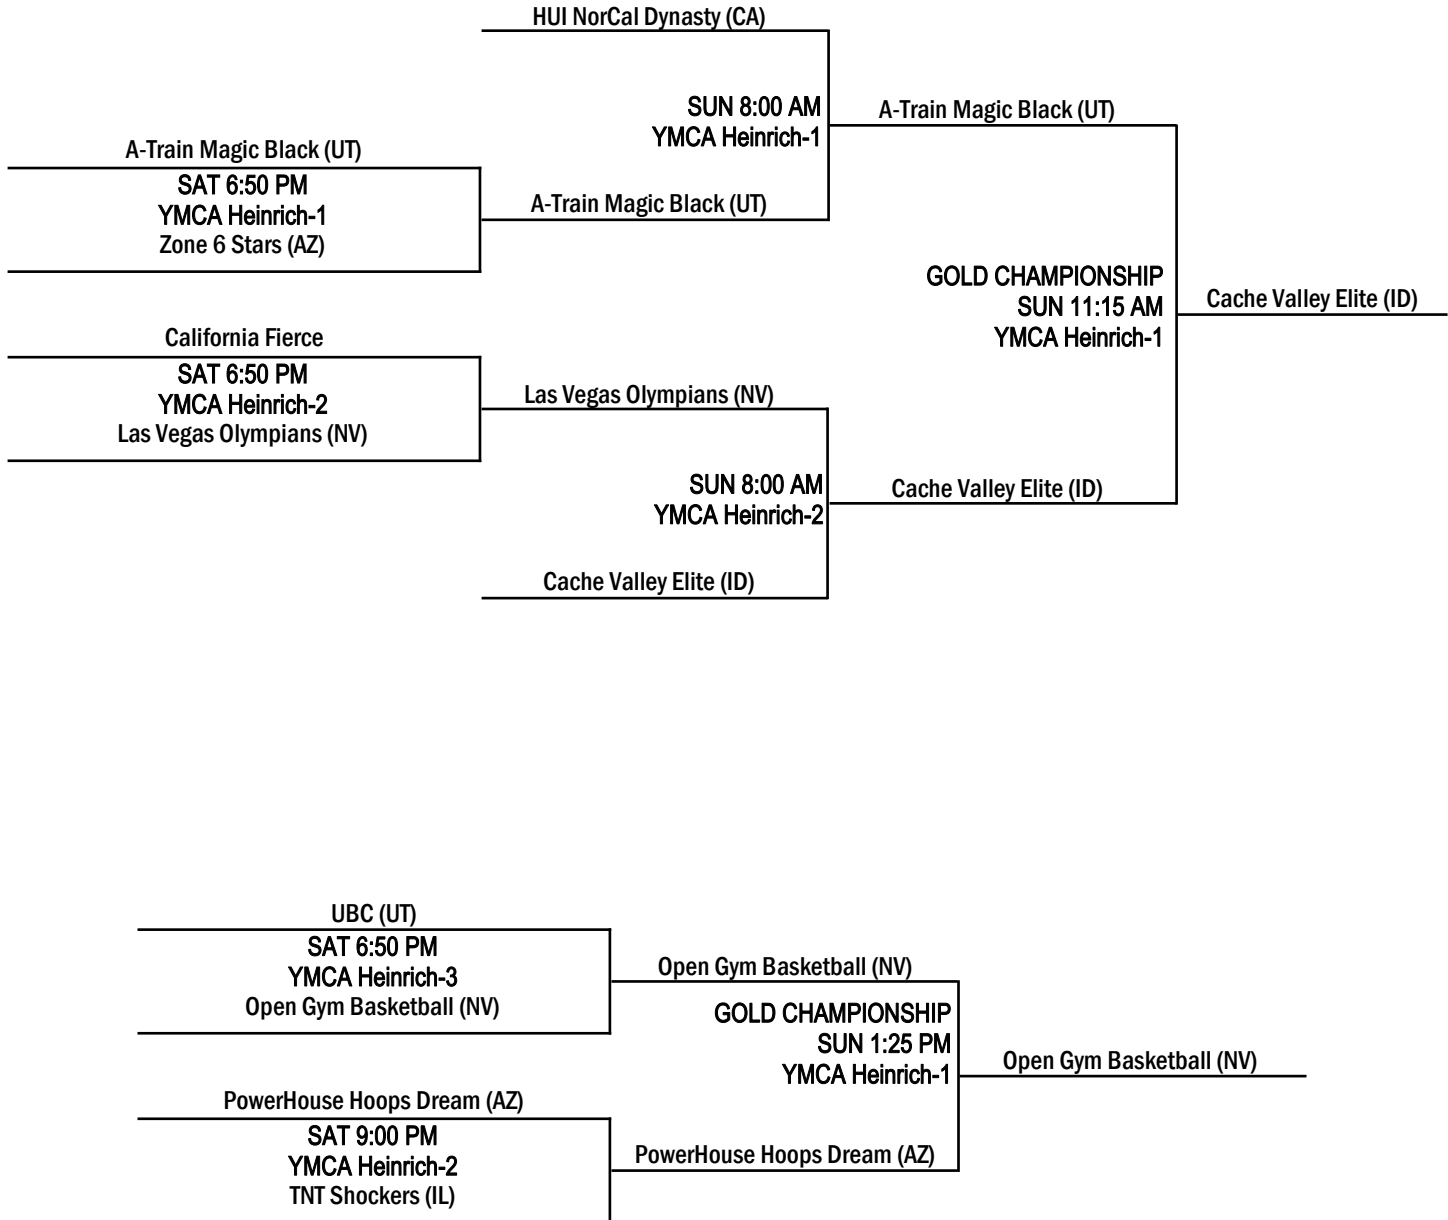 HUI NorCal Dynasty (CA)
SUN 8:00 AM
YMCA Heinrich-1
A-Train Magic Black (UT)
A-Train Magic Black (UT)
SAT 6:50 PM
YMCA Heinrich-1
Zone 6 Stars (AZ)
A-Train Magic Black (UT)
GOLD CHAMPIONSHIP
SUN 11:15 AM
YMCA Heinrich-1
Cache Valley Elite (ID)
California Fierce
SAT 6:50 PM
YMCA Heinrich-2
Las Vegas Olympians (NV)
Las Vegas Olympians (NV)
SUN 8:00 AM
YMCA Heinrich-2
Cache Valley Elite (ID)
Cache Valley Elite (ID)
UBC (UT)
SAT 6:50 PM
YMCA Heinrich-3
Open Gym Basketball (NV)
Open Gym Basketball (NV)
GOLD CHAMPIONSHIP
SUN 1:25 PM
YMCA Heinrich-1
Open Gym Basketball (NV)
PowerHouse Hoops Dream (AZ)
SAT 9:00 PM
YMCA Heinrich-2
TNT Shockers (IL)
PowerHouse Hoops Dream (AZ)